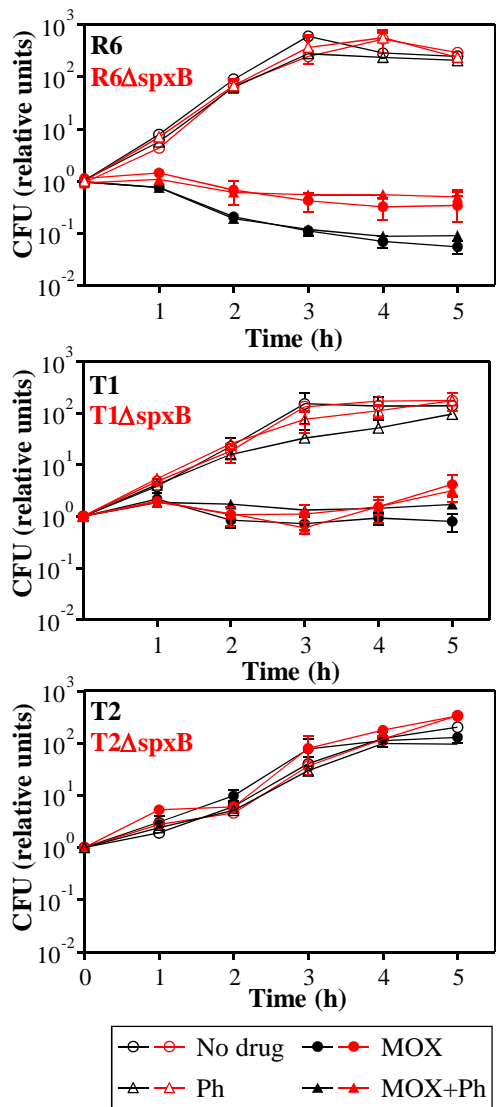 R6
R6ΔspxB
CFU (relative units)
10³
10²
10¹
10⁰
10⁻¹
10⁻²
1 2 3 4 5
Time (h)
T1
T1ΔspxB
CFU (relative units)
10³
10²
10¹
10⁰
10⁻¹
10⁻²
1 2 3 4 5
Time (h)
T2
T2ΔspxB
CFU (relative units)
10³
10²
10¹
10⁰
10⁻¹
10⁻²
0 1 2 3 4 5
Time (h)
No drug MOX
Ph MOX+Ph